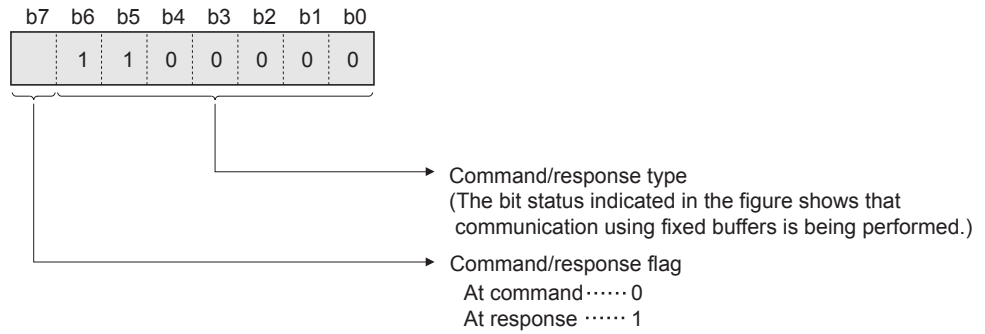 b7 b6 b5 b4 b3 b2 b1 b0
1 1 0 0 0 0 0
Command/response type
(The bit status indicated in the figure shows that
communication using fixed buffers is being performed.)
Command/response flag
At command ······ 0
At response ······ 1